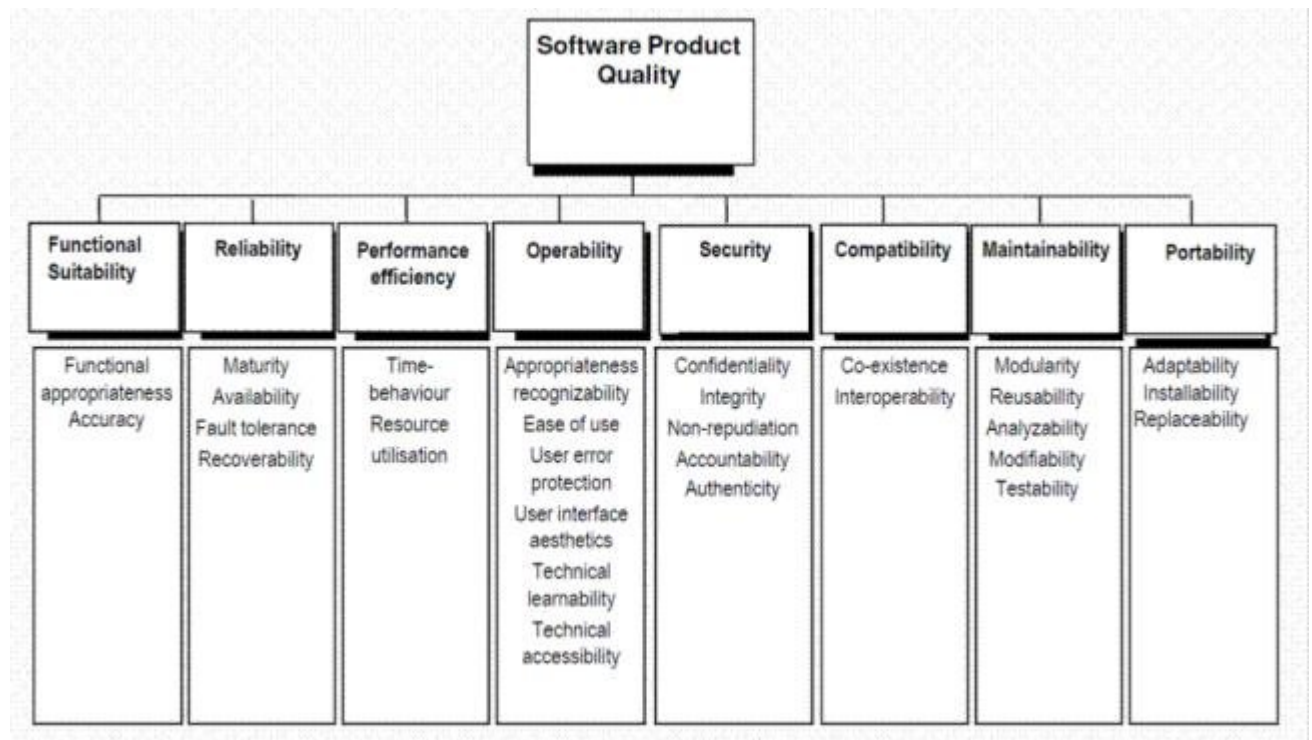 Software Product
Quality
Functional
Suitability
Reliability
Performance
efficiency
Operability
Security
Compatibility
Maintainability
Portability
Functional
appropriateness
Accuracy
Maturity
Availability
Fault tolerance
Recoverability
Time-
behaviour
Resource
utilisation
Appropriateness
recognizability
Ease of use
User error
protection
User interface
aesthetics
Technical
learnability
Technical
accessibility
Confidentiality
Integrity
Non-repudiation
Accountability
Authenticity
Co-existence
Interoperability
Modularity
Reusabillity
Analyzability
Modifiability
Testability
Adaptability
Installability
Replaceability